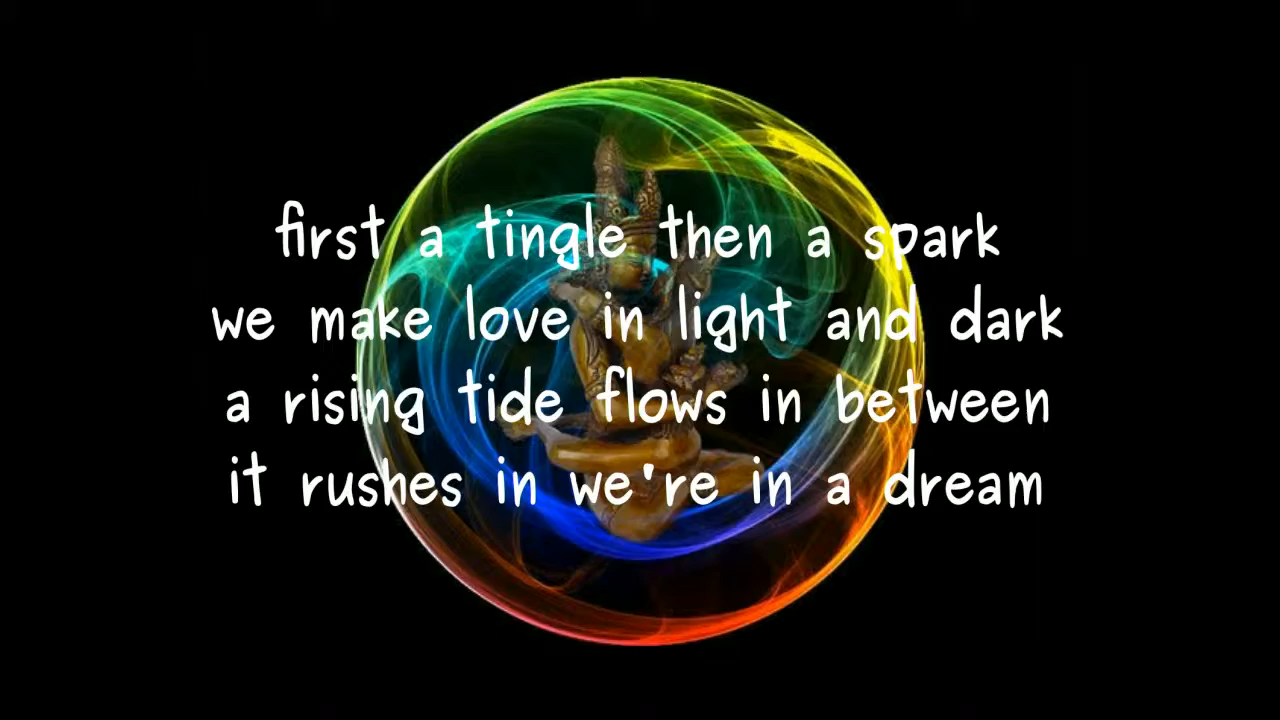 first a tingle then a spark
we make love in light and dark
a rising tide flows in between
it rushes in we're in a dream